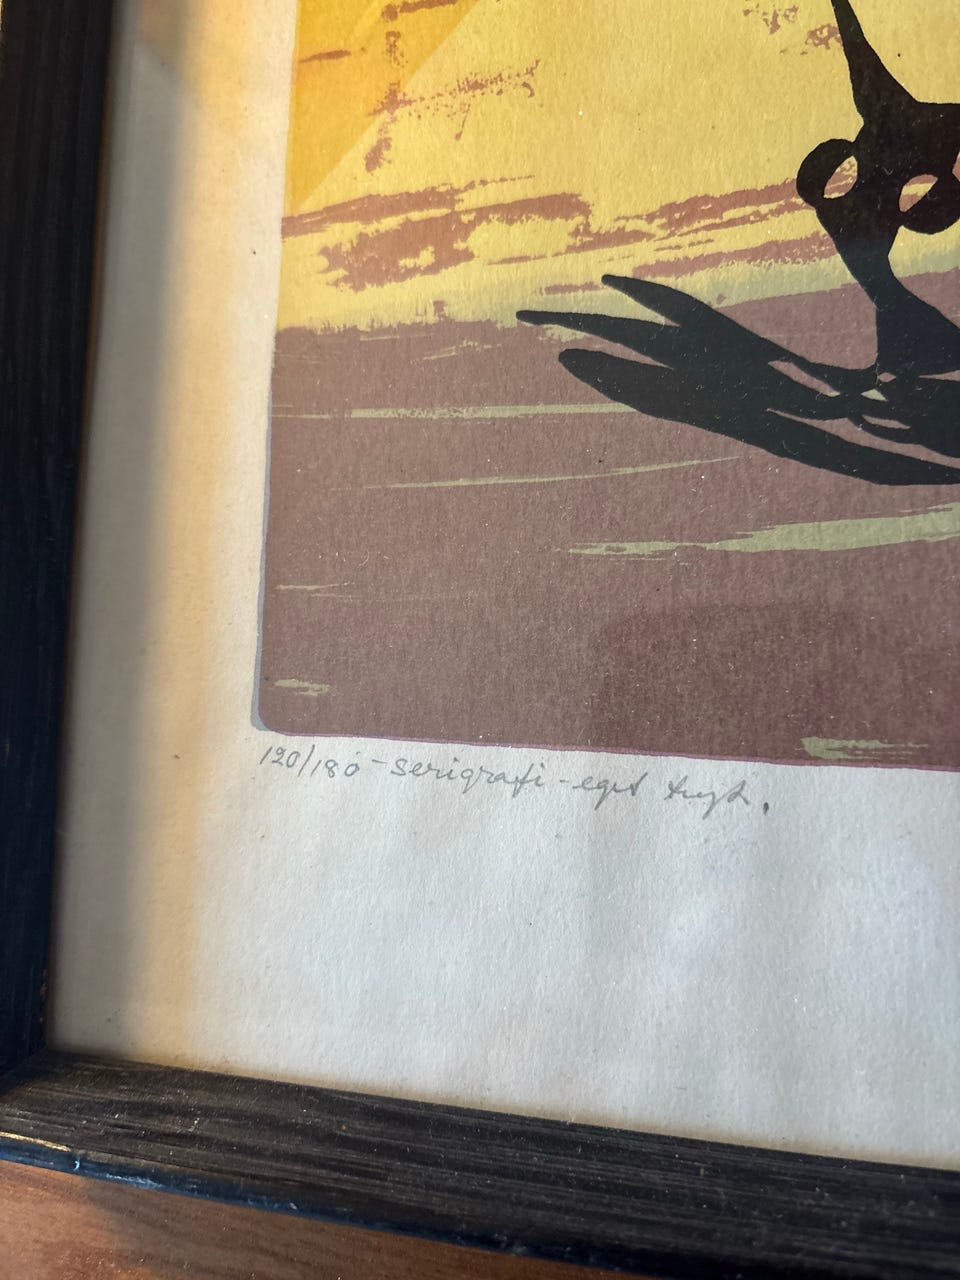 120/180 - serigrafi - eget tryk.